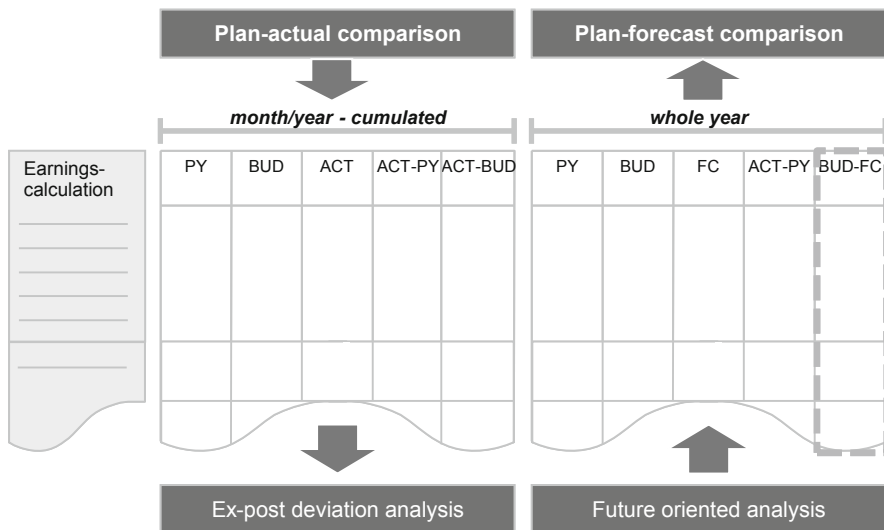 Plan-actual comparison
Plan-forecast comparison
month/year - cumulated
whole year
Earnings-
calculation
PY BUD ACT ACT-PY ACT-BUD
PY BUD FC ACT-PY BUD-FC
Ex-post deviation analysis
Future oriented analysis